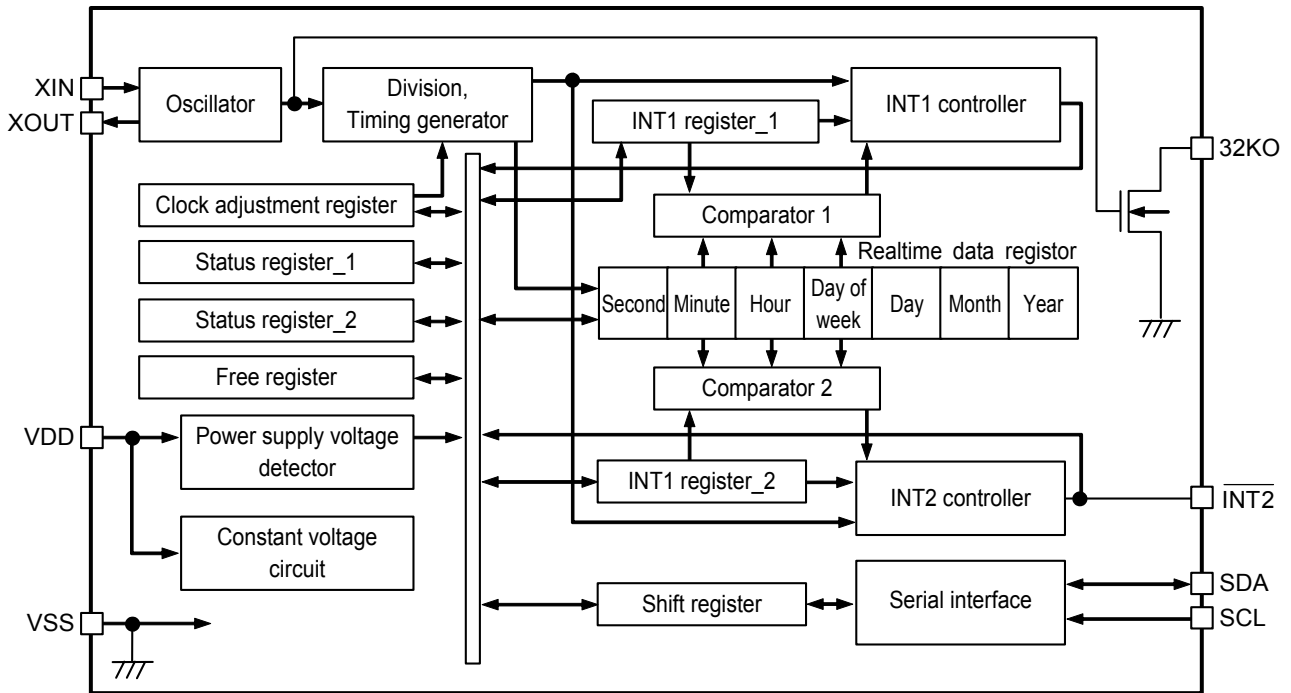 XIN
XOUT
Oscillator
Division,
Timing generator
INT1 register_1
INT1 controller
32KO
Clock adjustment register
Comparator 1
Status register_1
Realtime data registor
Second
Minute
Hour
Day of
week
Day
Month
Year
Status register_2
Free register
Comparator 2
VDD
Power supply voltage
detector
INT1 register_2
INT2 controller
INT2
Constant voltage
circuit
Shift register
Serial interface
SDA
SCL
VSS